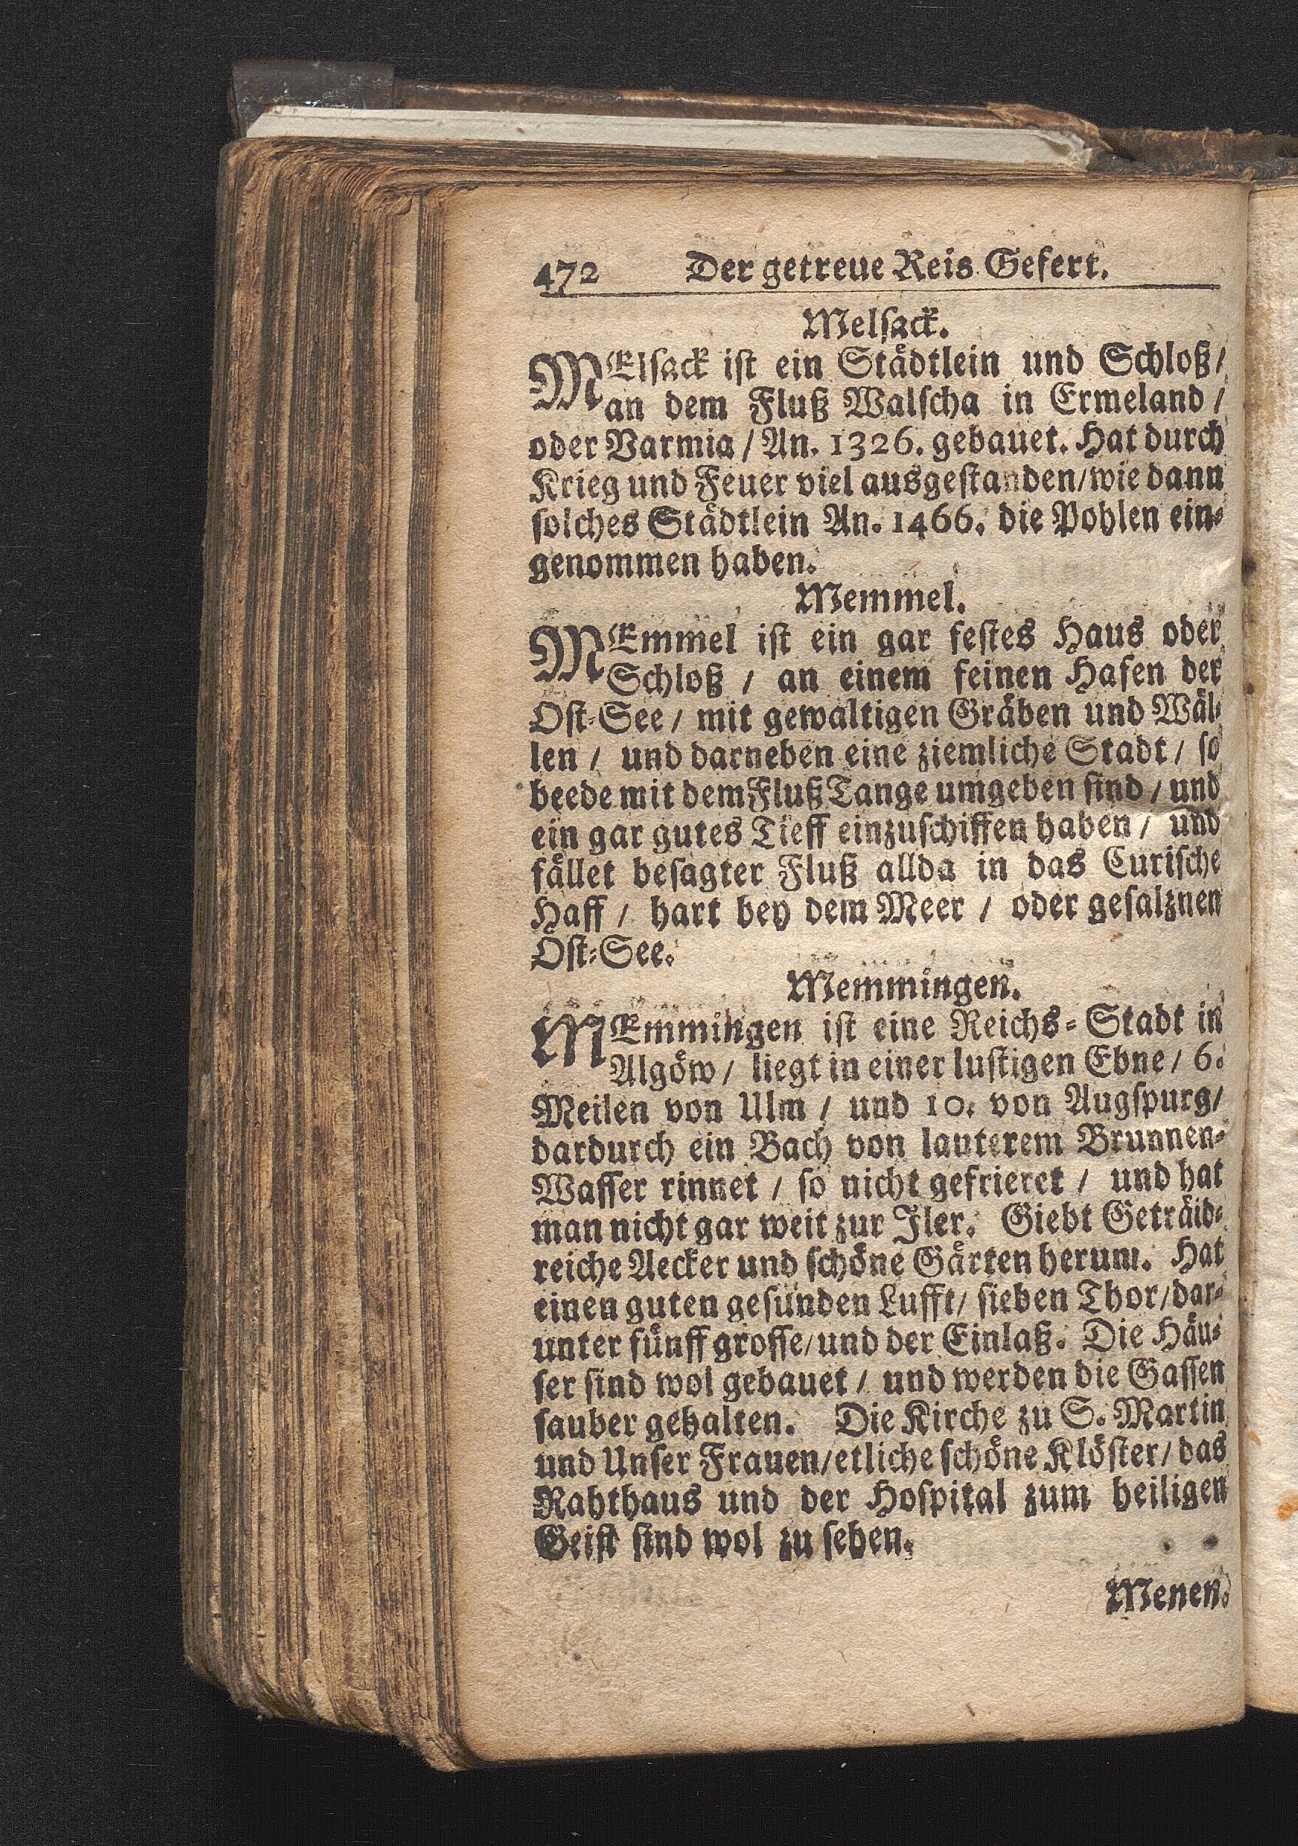 472 Der getreue Reis Gefert.
Melsack.
MElsack ist ein Städtlein und Schloß /
an dem Fluß Walscha in Ermeland /
oder Varmia / An. 1326. gebauet. Hat durch
Krieg und Feuer viel ausgestanden / wie dann
solches Städtlein An. 1466. die Pohlen ein-
genommen haben.
Memmel.
MEmmel ist ein gar festes Haus oder
Schloß / an einem feinen Hafen der
Ost-See / mit gewaltigen Gräben und Wäl-
len / und darneben eine ziemliche Stadt / so
beede mit dem Fluß Tange umgeben sind / und
ein gar gutes Tieff einzuschiffen haben / und
fället besagter Fluß allda in das Curische
Haff / hart bey dem Meer / oder gesalznen
Ost-See.
Memmingen.
MEmmingen ist eine Reichs-Stadt in
Algöw / liegt in einer lustigen Ebne / 6.
Meilen von Ulm / und 10. von Augspurg /
dardurch ein Bach von lauterem Brunnen-
Wasser rinnet / so nicht gefrieret / und hat
man nicht gar weit zur Iler. Giebt Geträid-
reiche Aecker und schöne Gärten herum. Hat
einen guten gesunden Lufft / sieben Thor / dar-
unter fünff grosse / und der Einlaß. Die Häu-
ser sind wol gebauet / und werden die Gassen
sauber gehalten. Die Kirche zu S. Martin
und Unser Frauen / etliche schöne Klöster / das
Rahthaus und der Hospital zum heiligen
Geist sind wol zu sehen.
Menen.